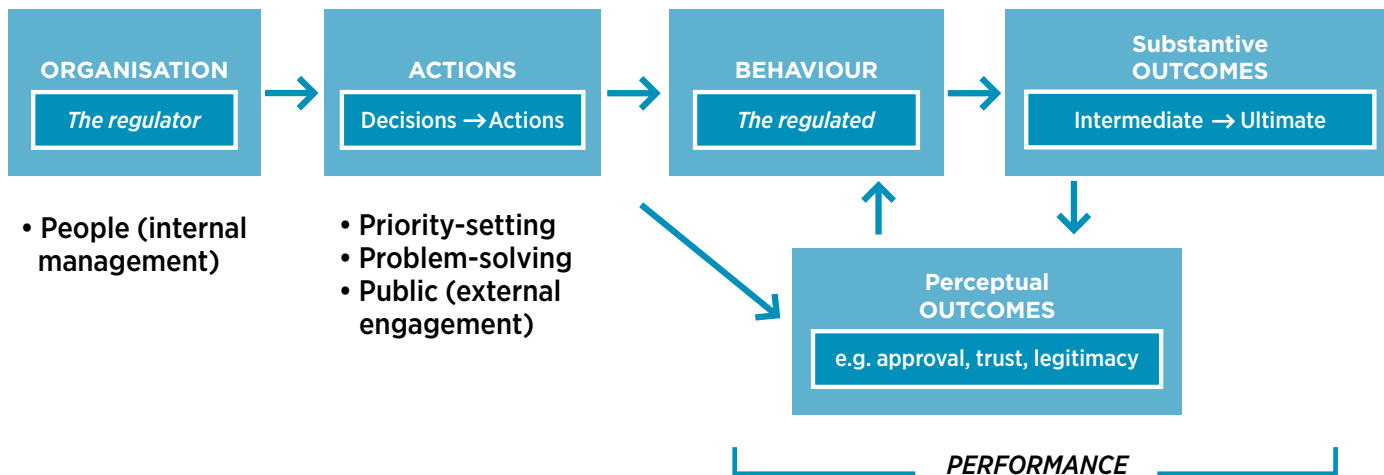 ORGANISATION
The regulator
• People (internal
management)
ACTIONS
Decisions → Actions
• Priority-setting
• Problem-solving
• Public (external
engagement)
BEHAVIOUR
The regulated
Substantive
OUTCOMES
Intermediate → Ultimate
Perceptual
OUTCOMES
e.g. approval, trust, legitimacy
PERFORMANCE